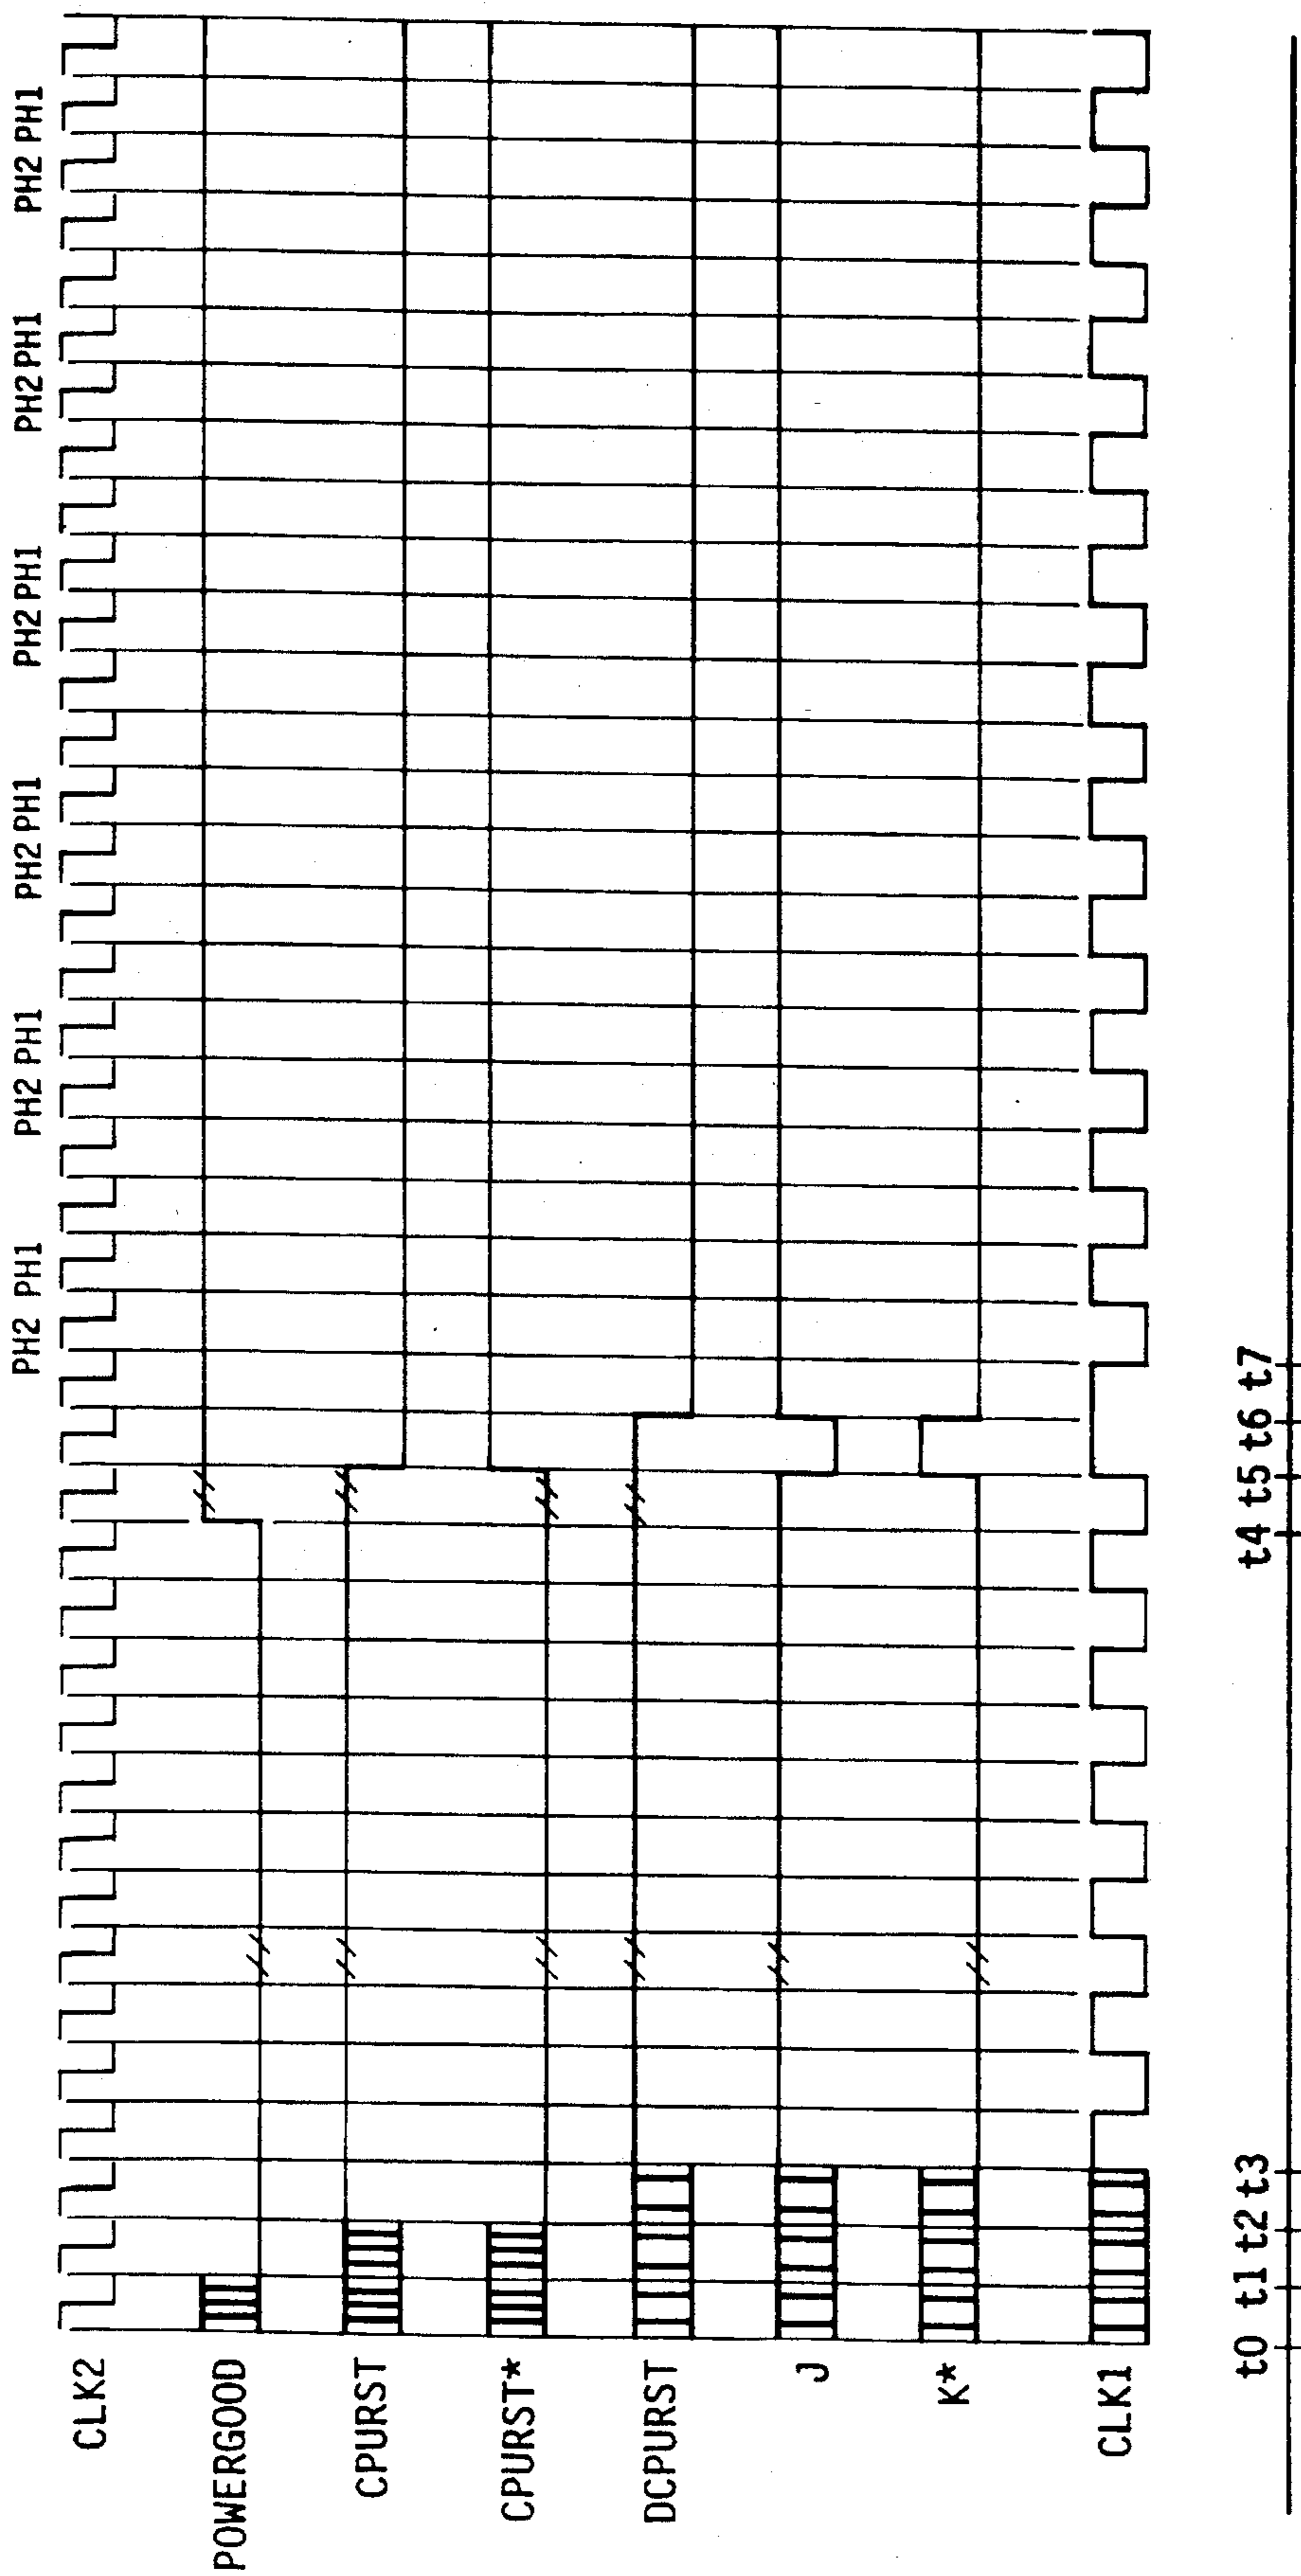 PH2 PH1 PH2 PH1 PH2 PH1 PH2 PH1 PH2 PH1 PH2 PH1
CLK2
POWERGOOD
CPURST
CPURST*
DCPURST
J
K*
CLK1
t0 t1 t2 t3 t4 t5 t6 t7